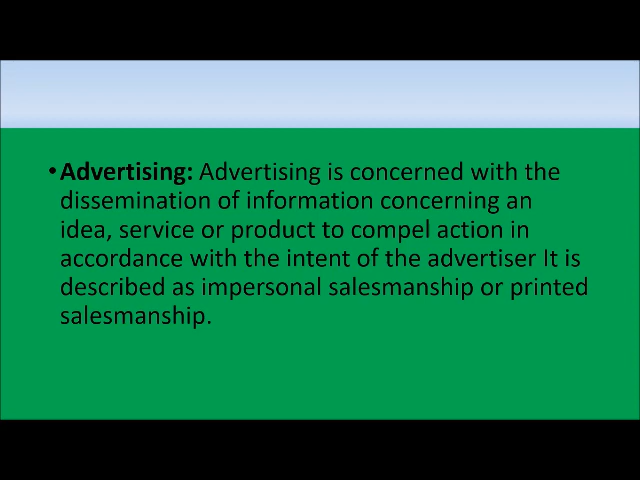 •Advertising: Advertising is concerned with the
dissemination of information concerning an
idea, service or product to compel action in
accordance with the intent of the advertiser It is
described as impersonal salesmanship or printed
salesmanship.